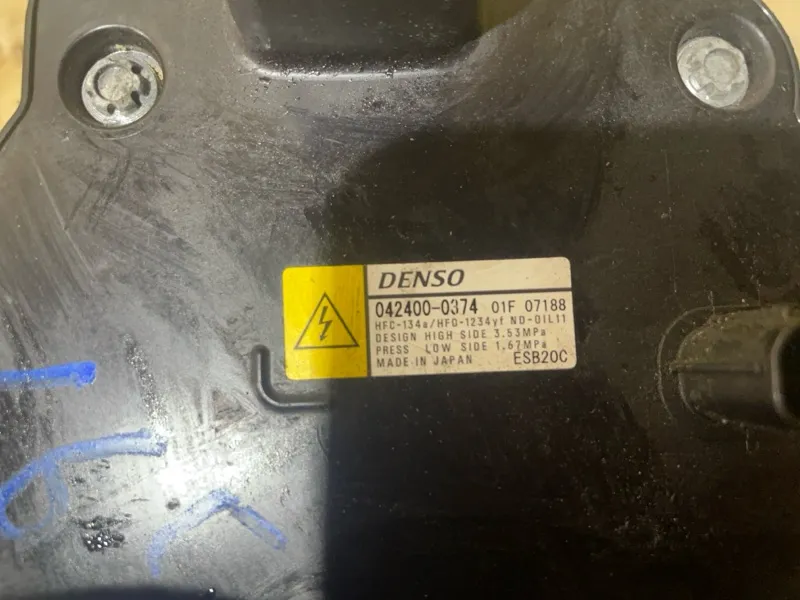 DENSO
042400-0374 01F 07188
HFC-134a/HFO-1234yf ND-OIL11
DESIGN HIGH SIDE 3.53MPa
PRESS LOW SIDE 1.67MPa
MADE IN JAPAN ESB20C